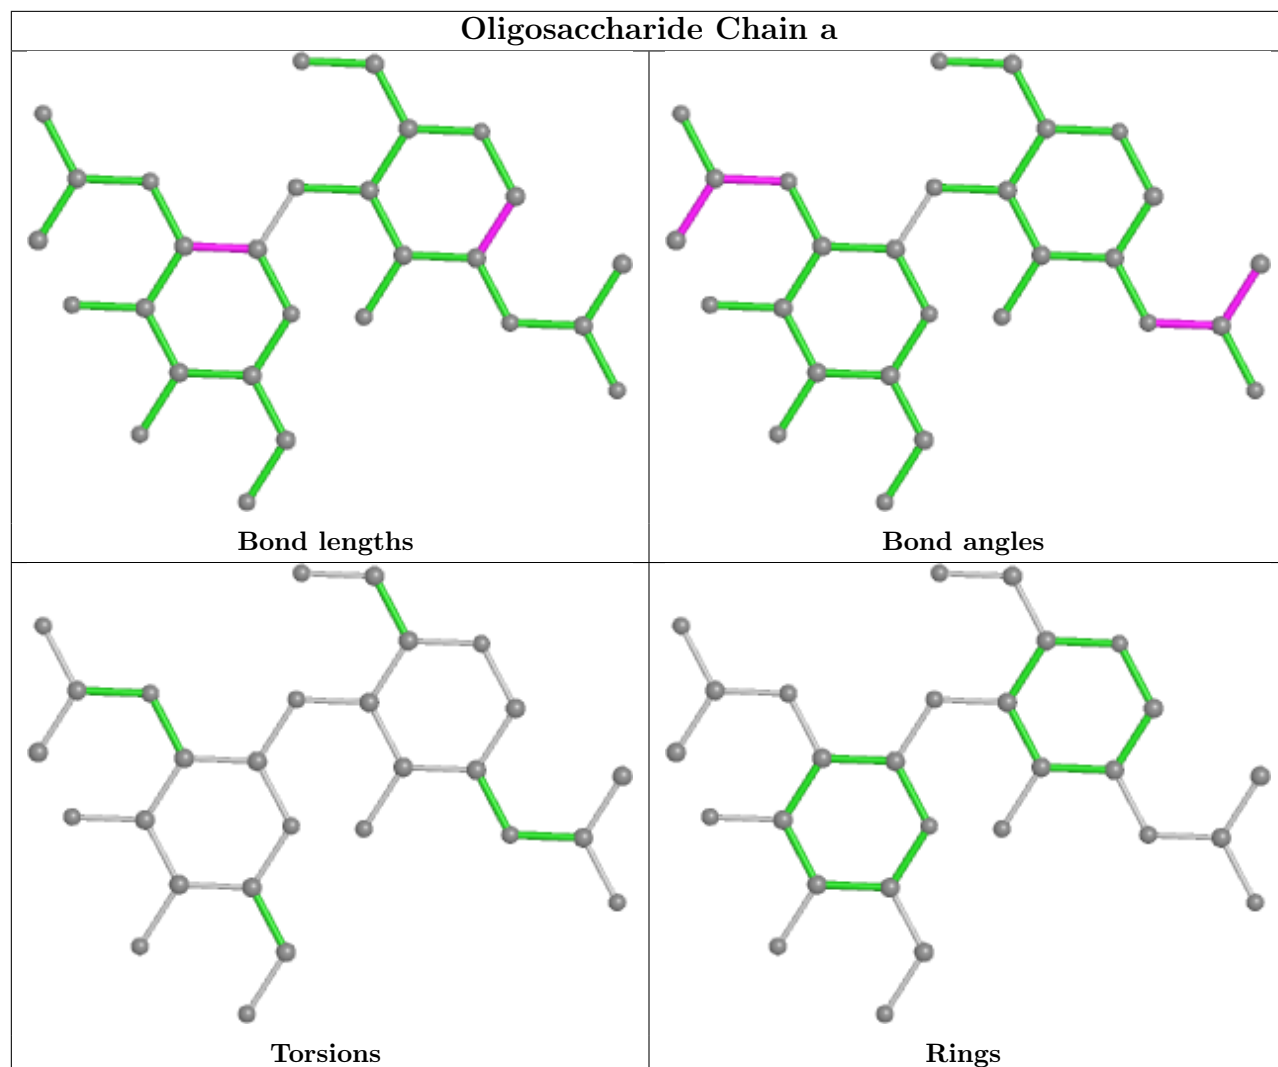 Oligosaccharide Chain a
Bond lengths
Bond angles
Torsions
Rings